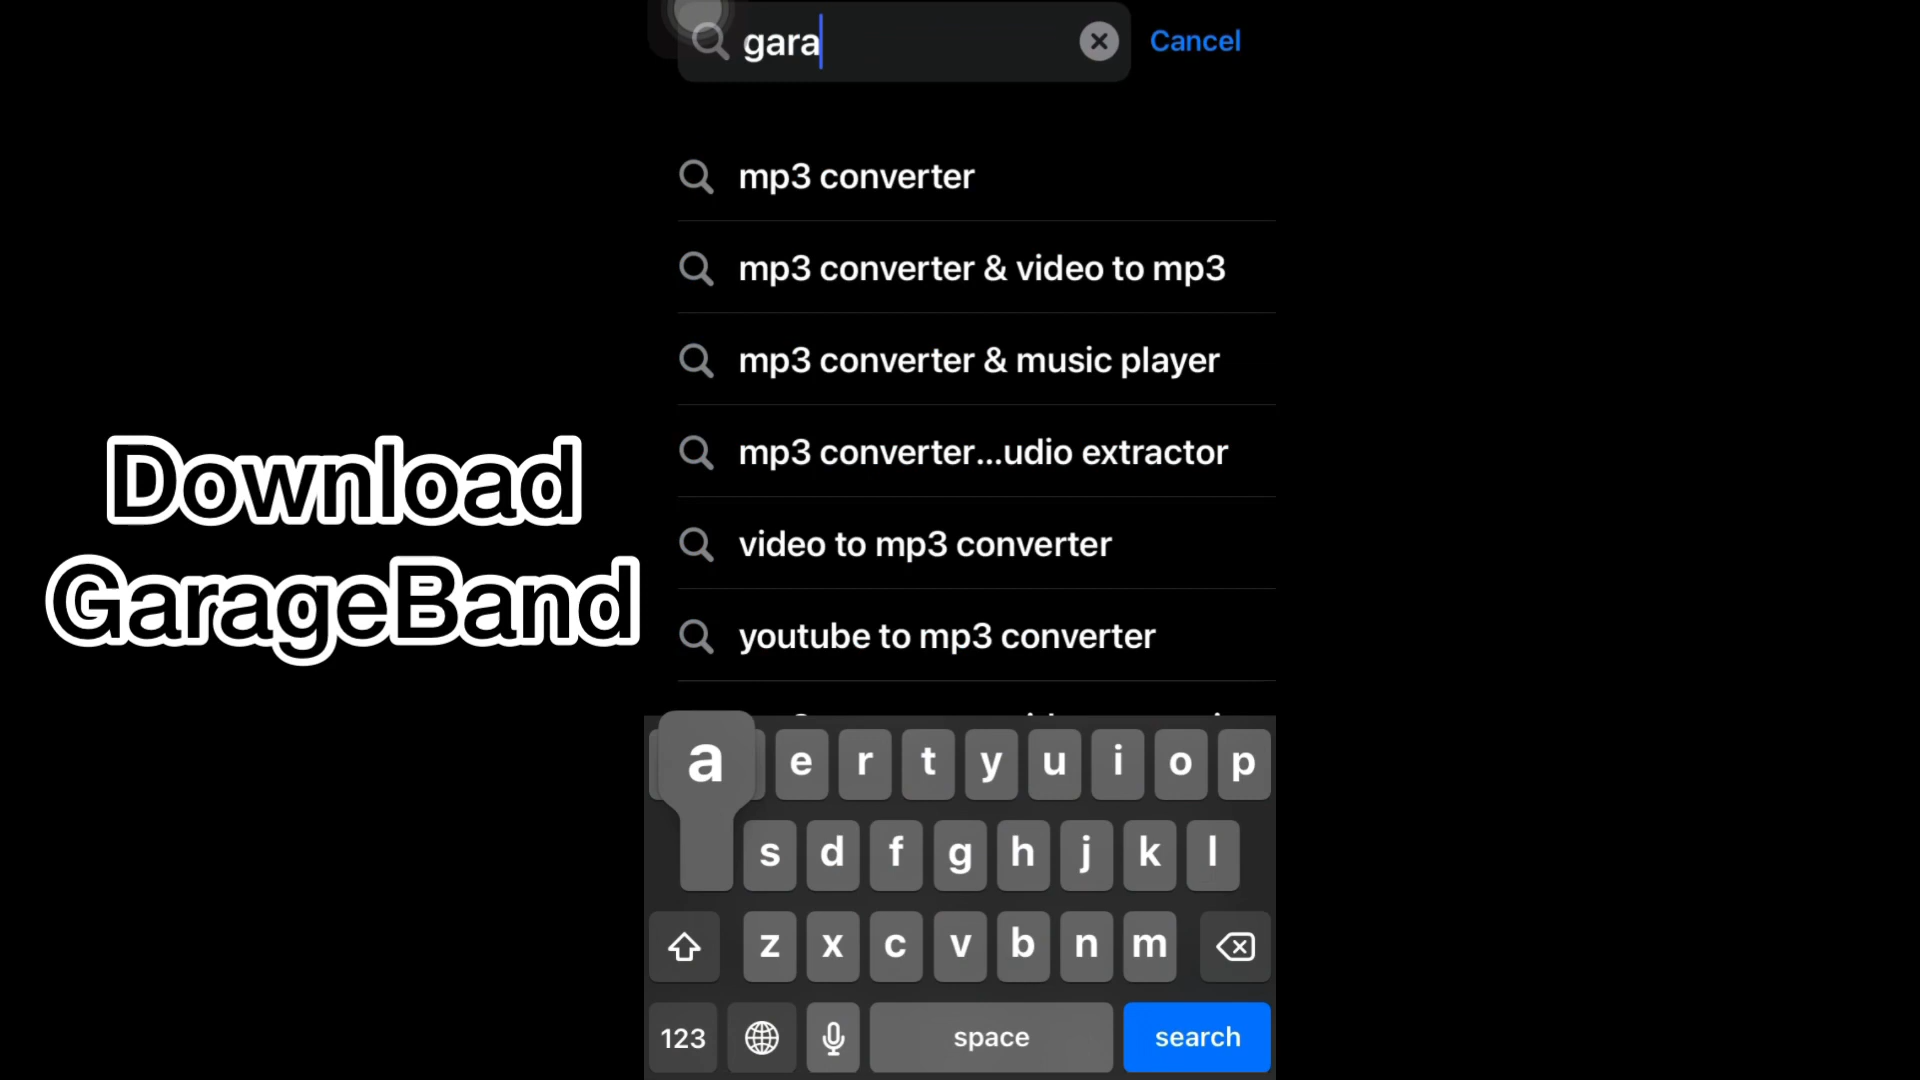 gara
Cancel
mp3 converter
mp3 converter & video to mp3
mp3 converter & music player
mp3 converter...udio extractor
video to mp3 converter
youtube to mp3 converter
Download
GarageBand
a e r t y u i o p
s d f g h j k l
z x c v b n m
123 space search